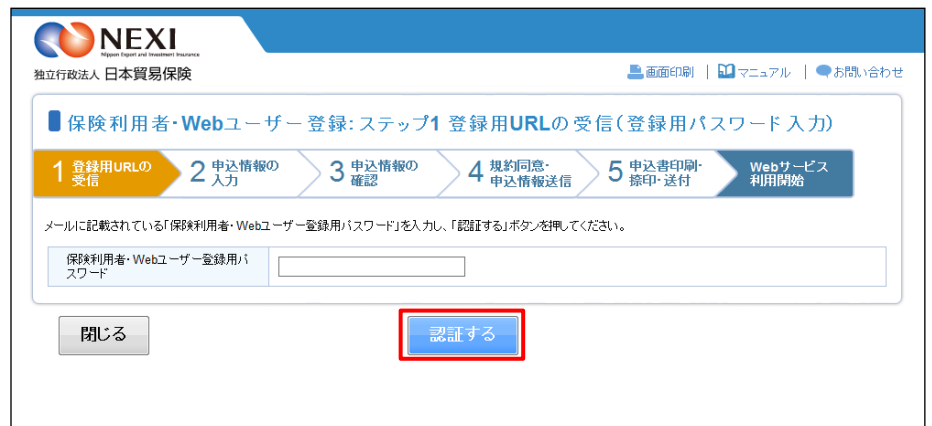 NEXI
Nippon Export and Investment Insurance
独立行政法人 日本貿易保険
画面印刷 | マニュアル | お問い合わせ
保険利用者・Webユーザー登録:ステップ1 登録用URLの受信(登録用パスワード入力)
1 登録用URLの
受信
2 申込情報の
入力
3 申込情報の
確認
4 規約同意・
申込情報送信
5 申込書印刷・
捺印・送付
Webサービス
利用開始
メールに記載されている「保険利用者・Webユーザー登録用パスワード」を入力し、「認証する」ボタンを押してください。
保険利用者・Webユーザー登録用パ
スワード
閉じる
認証する